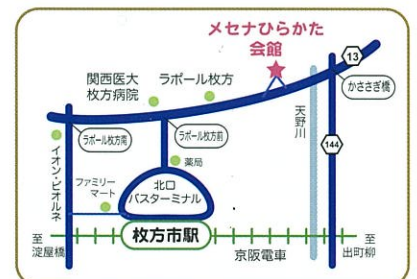 メセナひらかた
会館
13
関西医大
枚方病院
ラポール枚方
かささぎ橋
天野川
ラポール枚方南
ラポール枚方前
144
イオン・ビオルネ
薬局
ファミリー
マート
北口
バスターミナル
至
淀屋橋
枚方市駅
京阪電車
至
出町柳